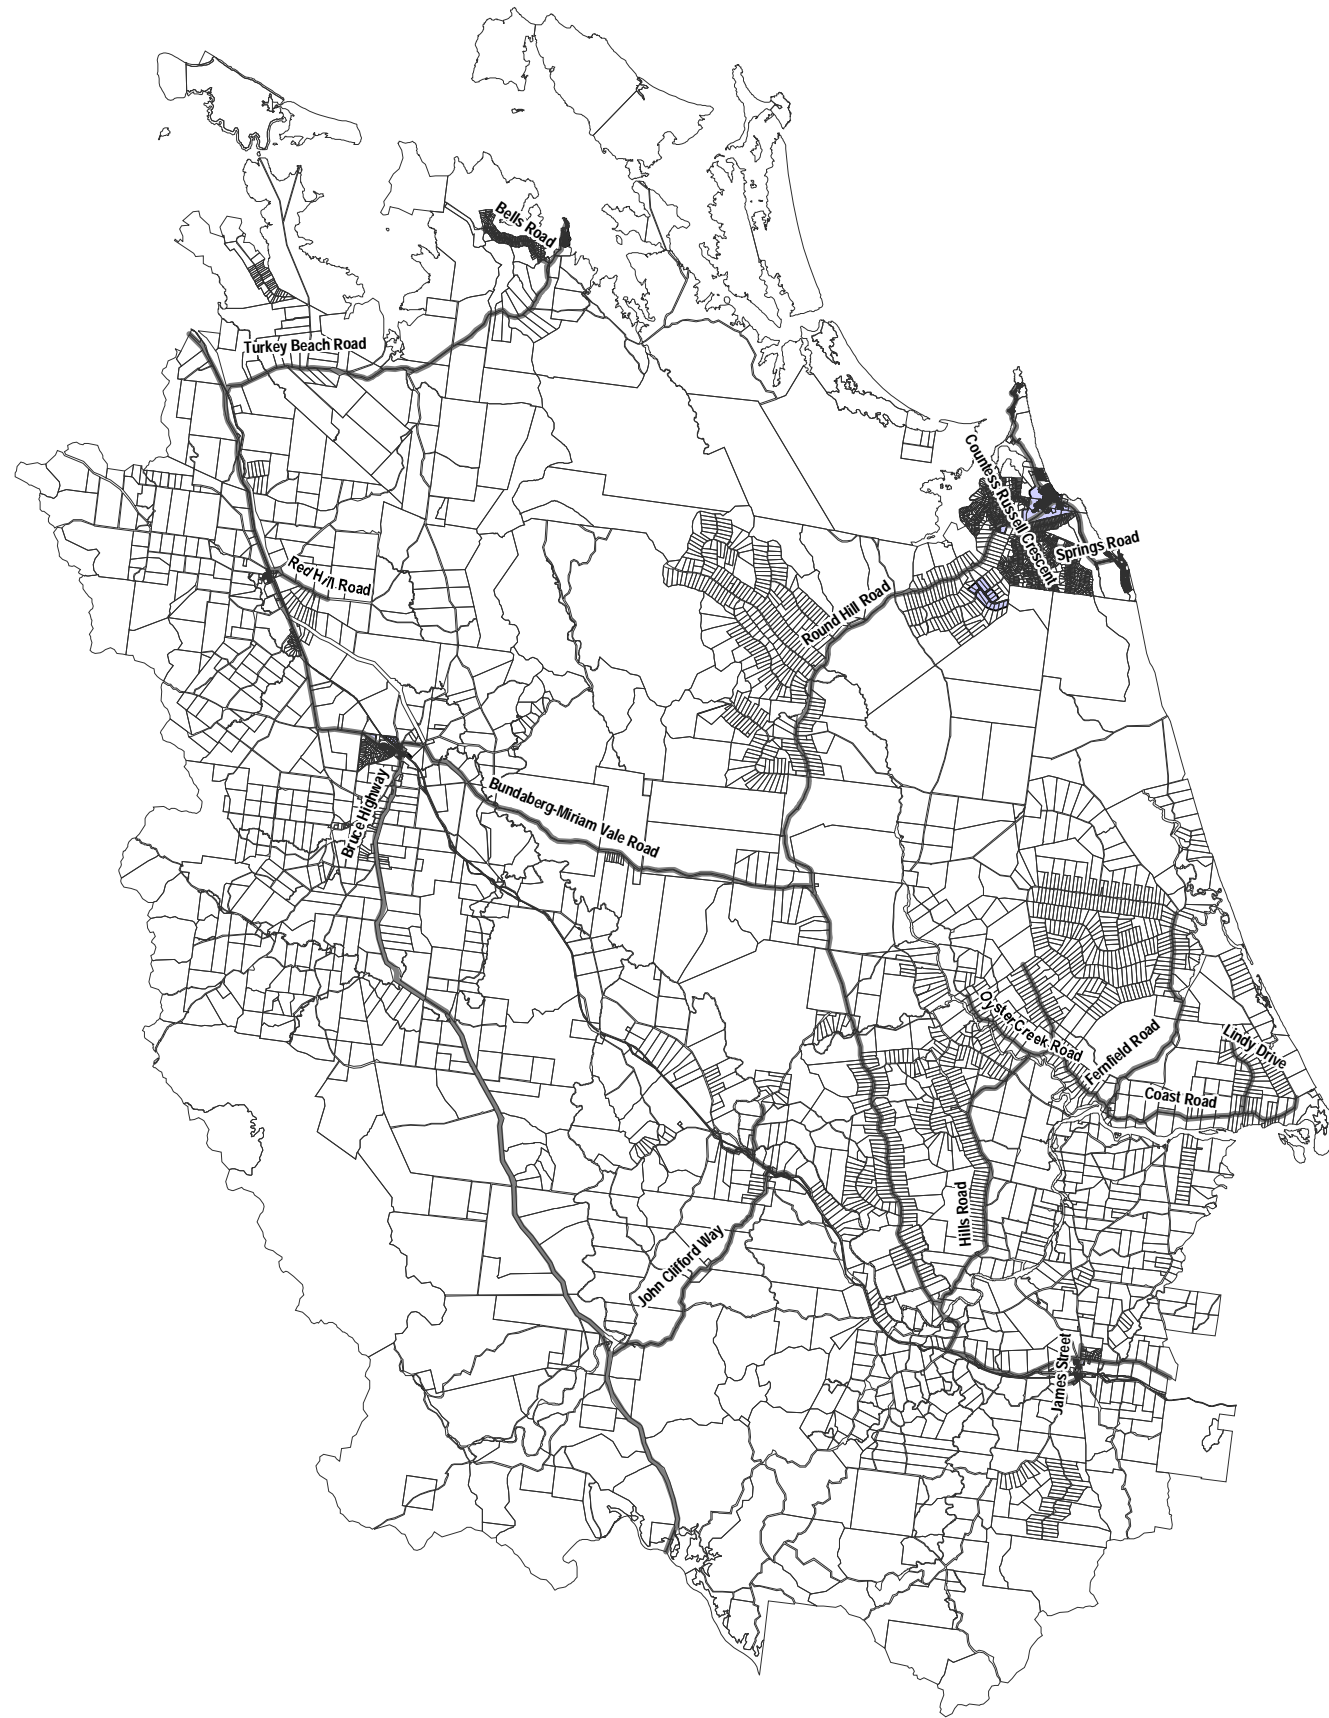 Bells Road
Turkey Beach Road
Countess Russell Crescent
Springs Road
Red Hill Road
Round Hill Road
Bruce Highway
Bundaberg-Miriam Vale Road
Oyster Creek Road
Fernfield Road
Lindy Drive
Coast Road
Hills Road
John Clifford Way
James Street